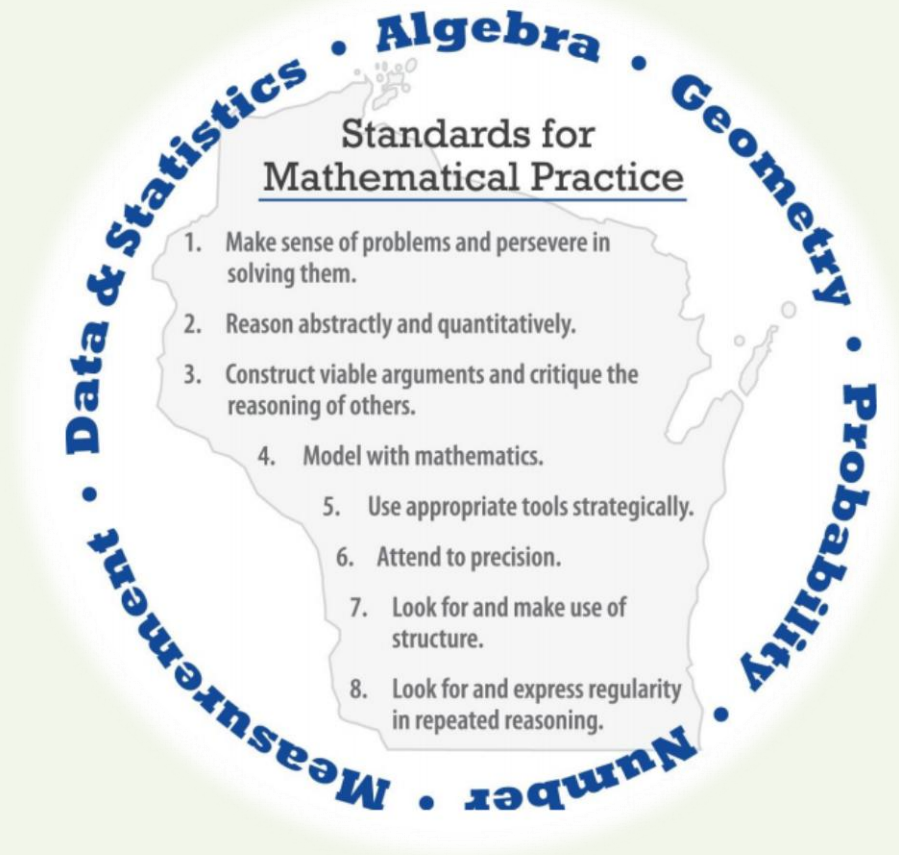 Algebra • Geometry • Probability • Number • Measurement • Data & Statistics •
Standards for
Mathematical Practice
1. Make sense of problems and persevere in
solving them.
2. Reason abstractly and quantitatively.
3. Construct viable arguments and critique the
reasoning of others.
4. Model with mathematics.
5. Use appropriate tools strategically.
6. Attend to precision.
7. Look for and make use of
structure.
8. Look for and express regularity
in repeated reasoning.